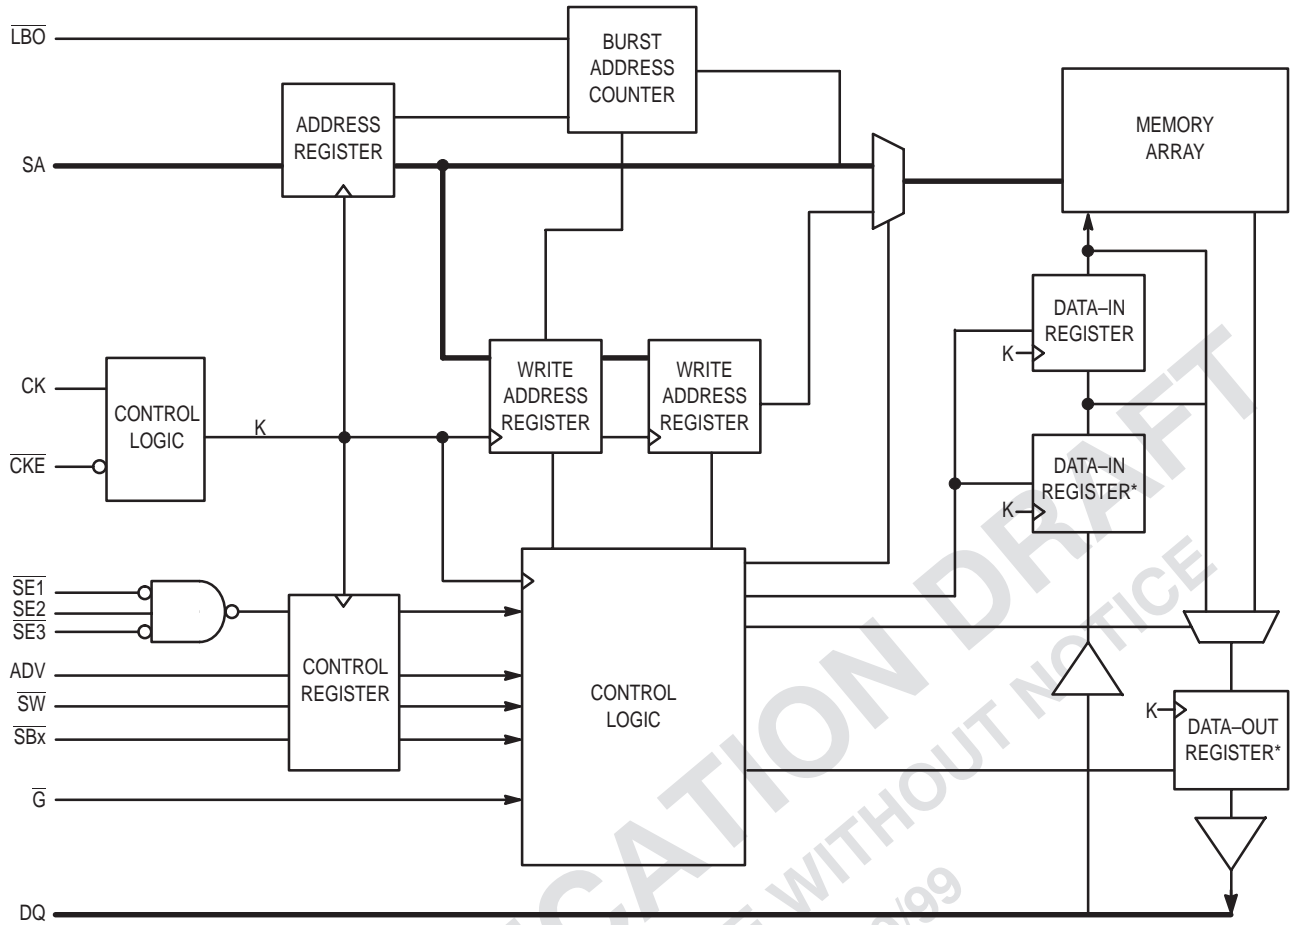 LBO
BURST
ADDRESS
COUNTER
ADDRESS
REGISTER
SA
MEMORY
ARRAY
DATA–IN
REGISTER
K
WRITE
ADDRESS
REGISTER
WRITE
ADDRESS
REGISTER
CK
CONTROL
LOGIC
K
CKE
DATA–IN
REGISTER*
K
SE1
SE2
SE3
ADV
SW
SBx
G
CONTROL
REGISTER
CONTROL
LOGIC
K
DATA–OUT
REGISTER*
DQ
CATION DRAFT
WITHOUT NOTICE
/99